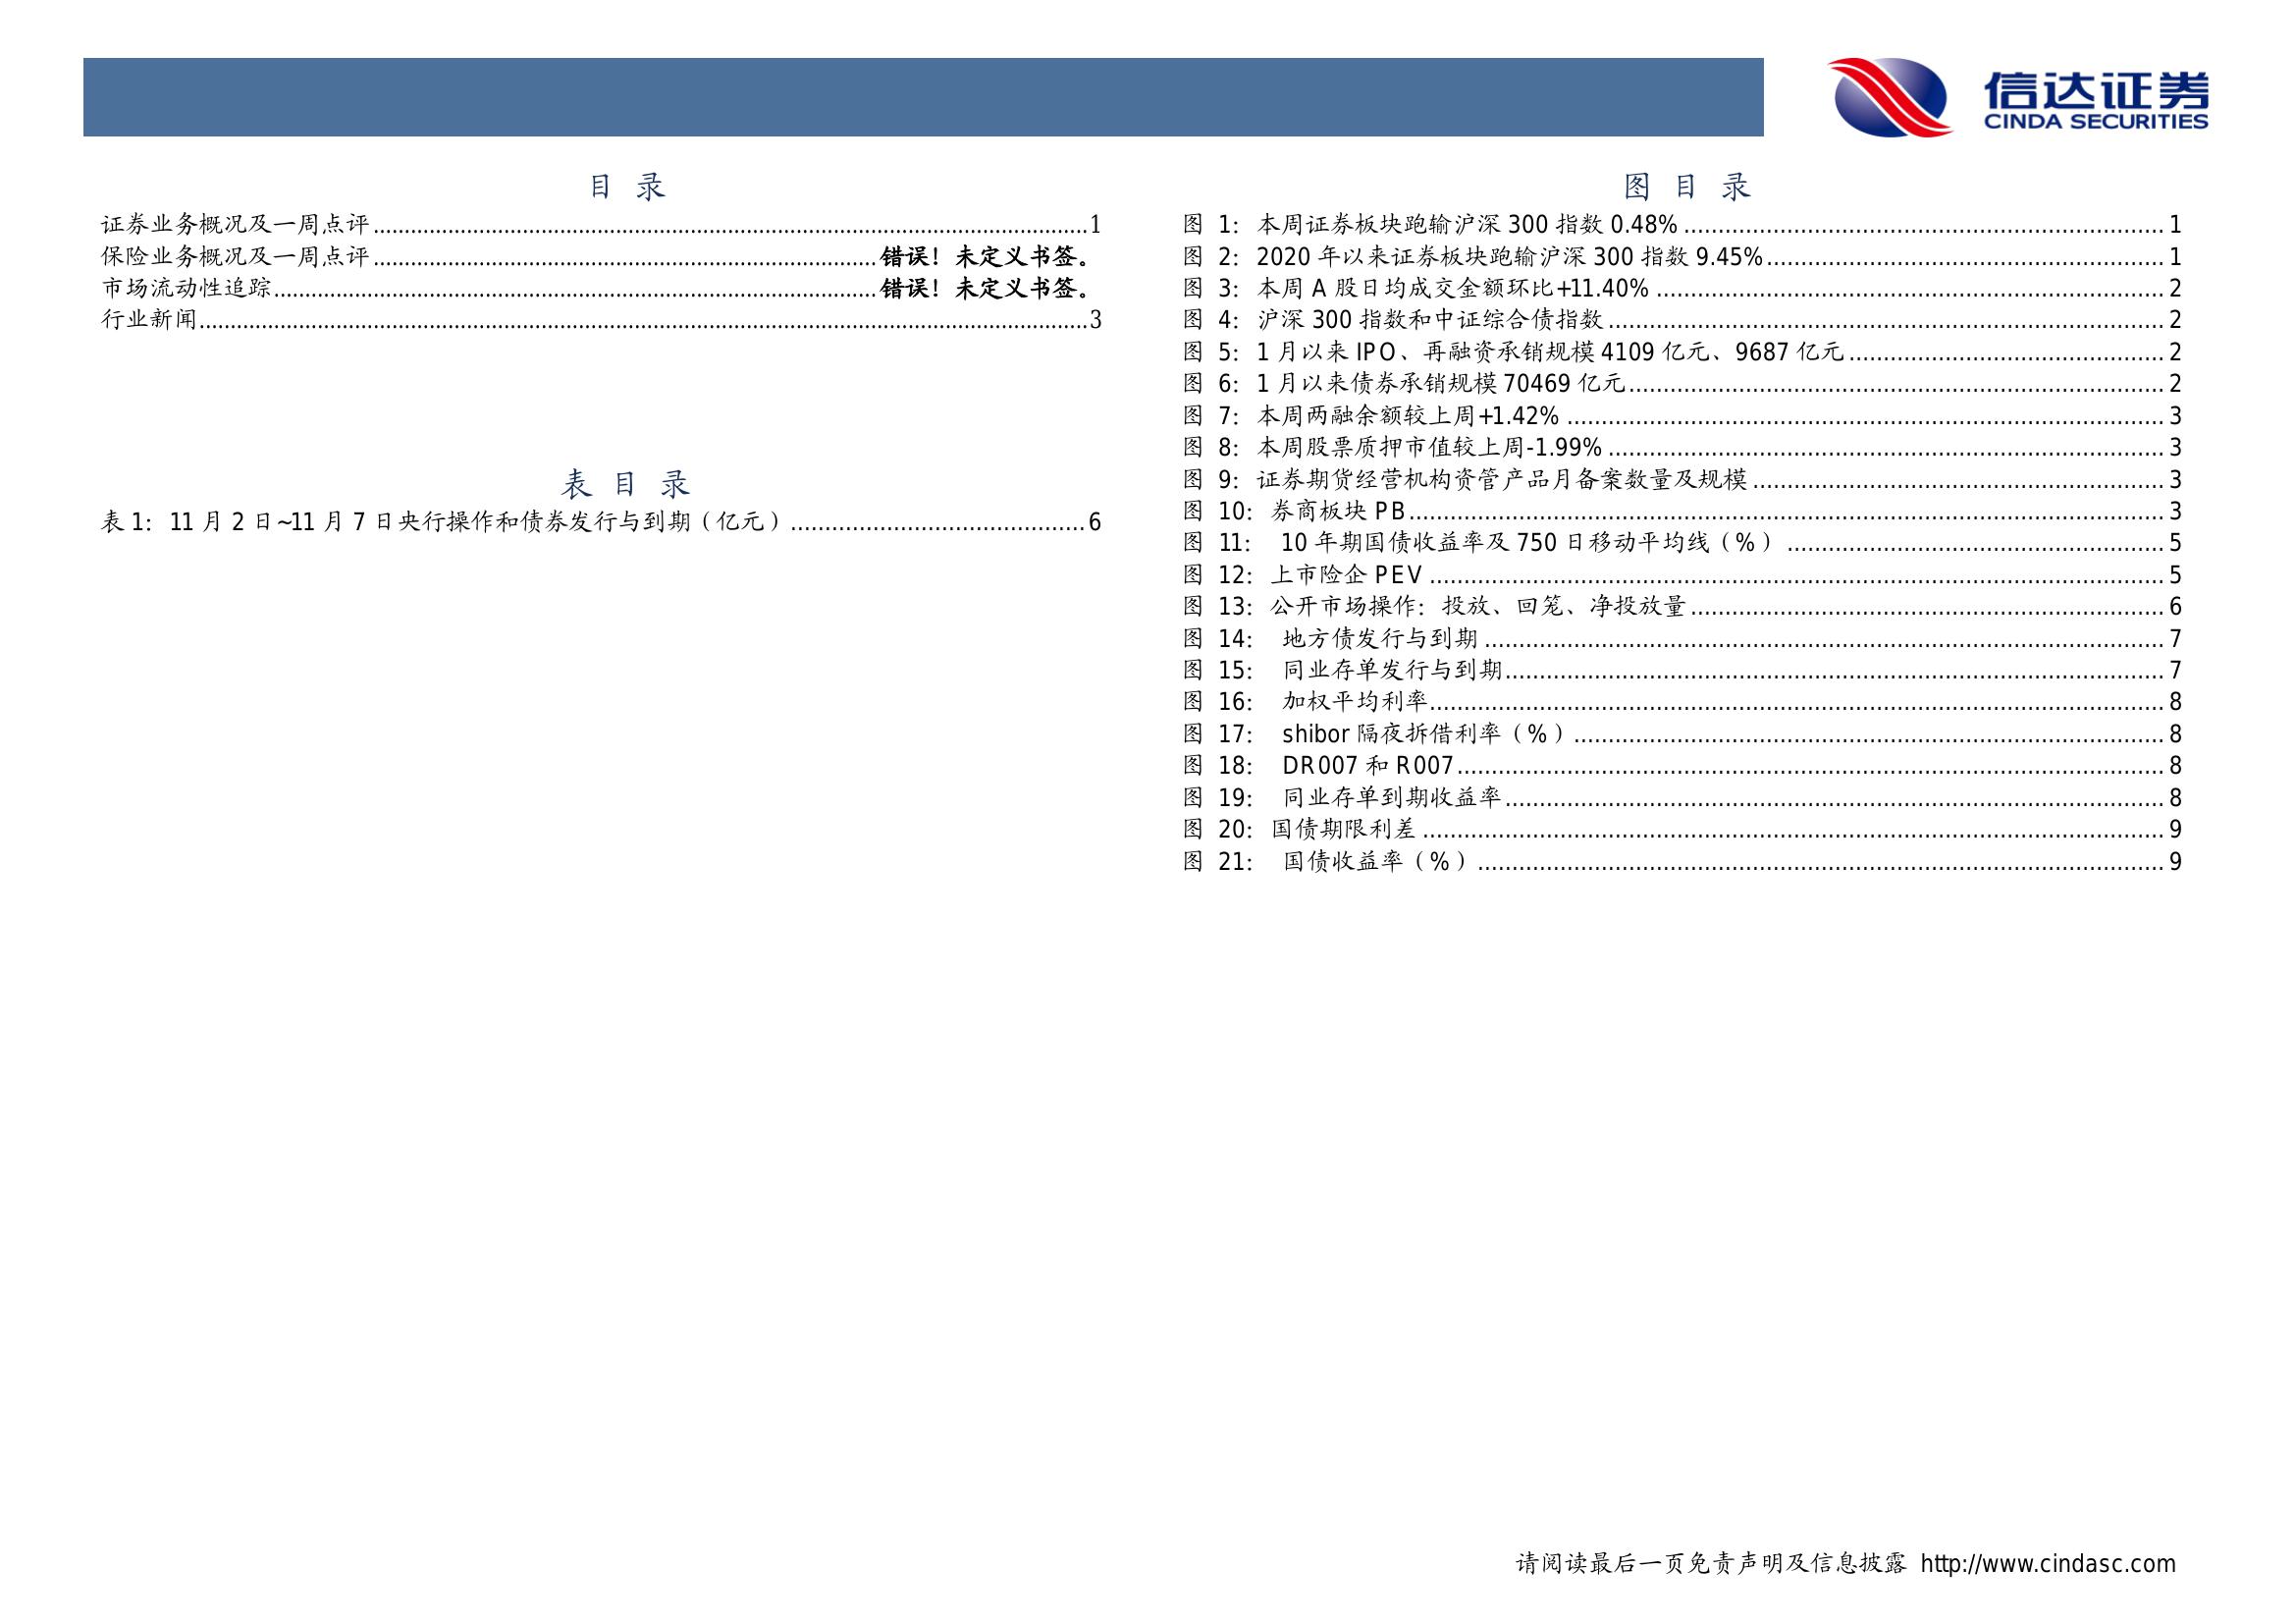 信达证券
CINDA SECURITIES
目 录
证券业务概况及一周点评 1
保险业务概况及一周点评 错误！未定义书签。
市场流动性追踪 错误！未定义书签。
行业新闻 3
表 目 录
表 1：11 月 2 日~11 月 7 日央行操作和债券发行与到期（亿元） 6
图 目 录
图 1：本周证券板块跑输沪深 300 指数 0.48% 1
图 2：2020 年以来证券板块跑输沪深 300 指数 9.45% 1
图 3：本周 A 股日均成交金额环比+11.40% 2
图 4：沪深 300 指数和中证综合债指数 2
图 5：1 月以来 IPO、再融资承销规模 4109 亿元、9687 亿元 2
图 6：1 月以来债券承销规模 70469 亿元 2
图 7：本周两融余额较上周+1.42% 3
图 8：本周股票质押市值较上周-1.99% 3
图 9：证券期货经营机构资管产品月备案数量及规模 3
图 10：券商板块 PB 3
图 11： 10 年期国债收益率及 750 日移动平均线（%） 5
图 12：上市险企 PEV 5
图 13：公开市场操作：投放、回笼、净投放量 6
图 14： 地方债发行与到期 7
图 15： 同业存单发行与到期 7
图 16： 加权平均利率 8
图 17： shibor 隔夜拆借利率（%） 8
图 18： DR007 和 R007 8
图 19： 同业存单到期收益率 8
图 20：国债期限利差 9
图 21： 国债收益率（%） 9
请阅读最后一页免责声明及信息披露 http://www.cindasc.com